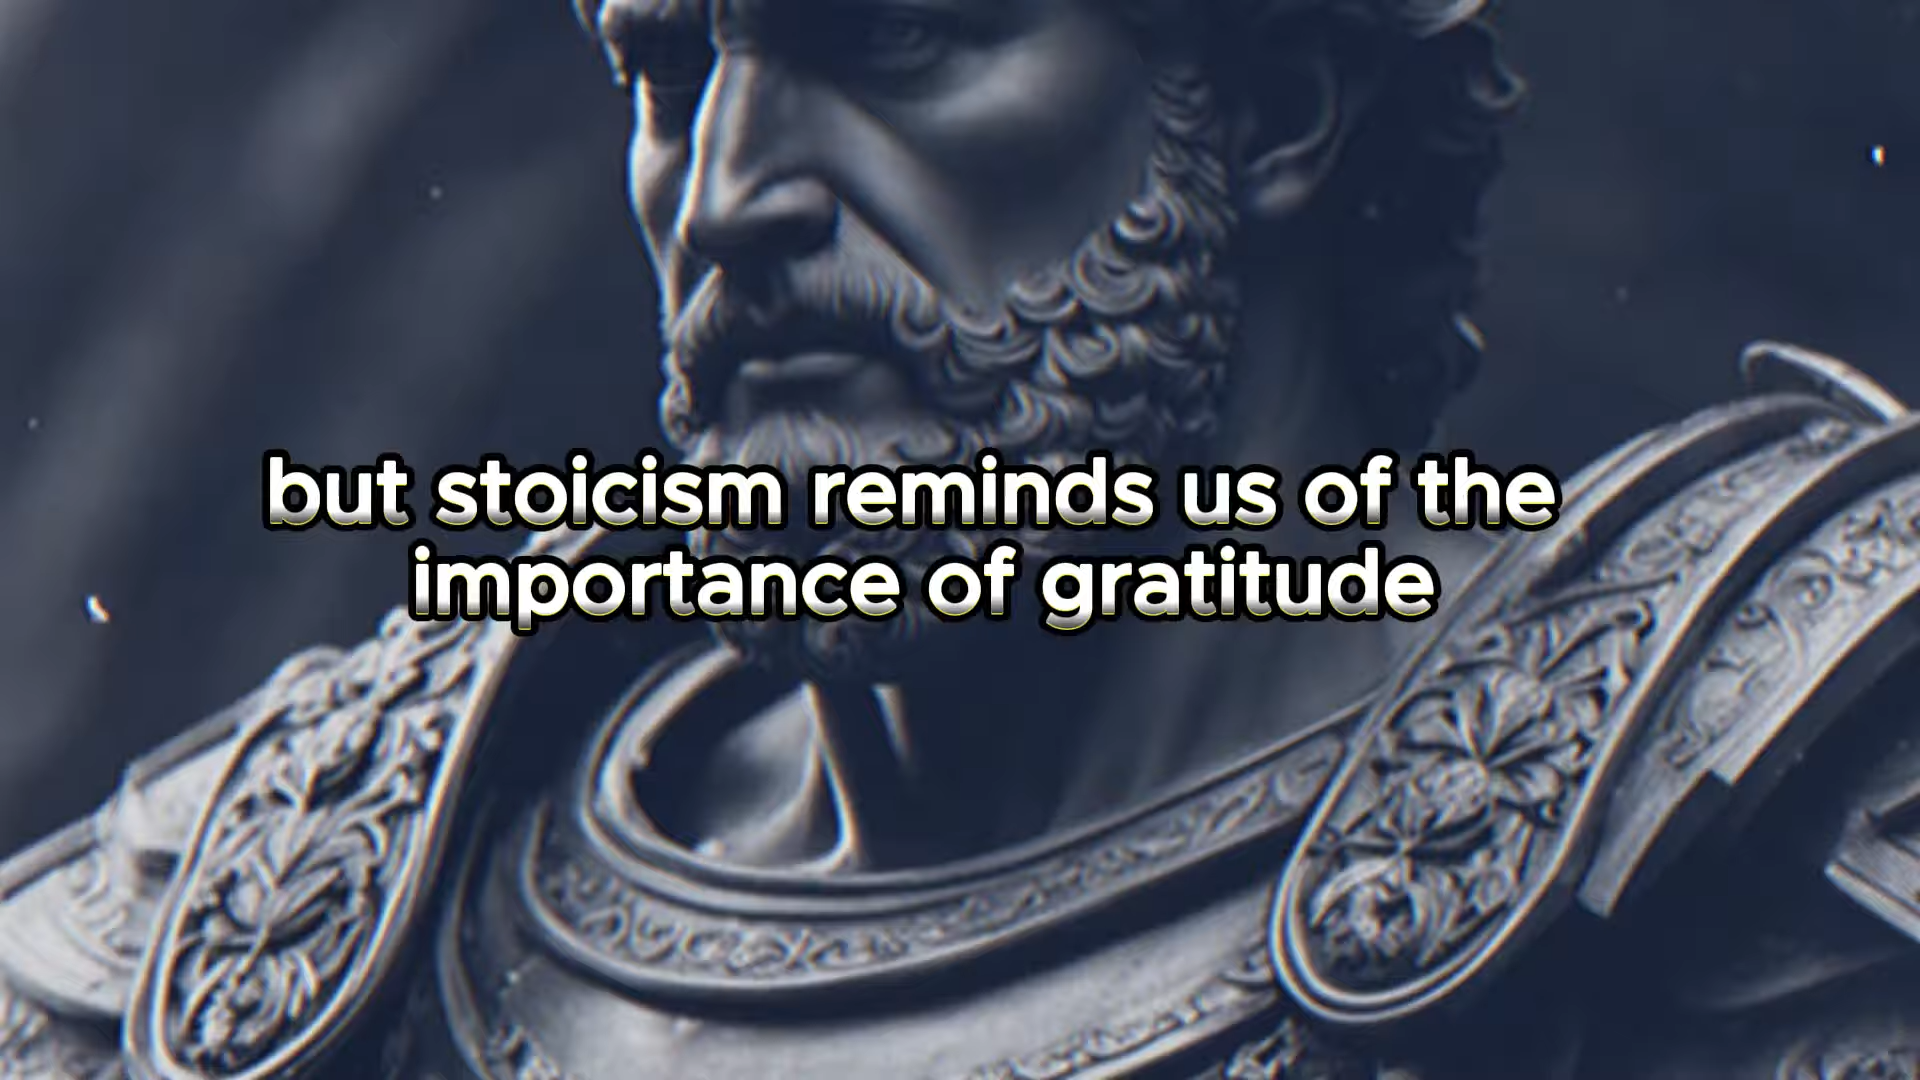 but stoicism reminds us of the
importance of gratitude